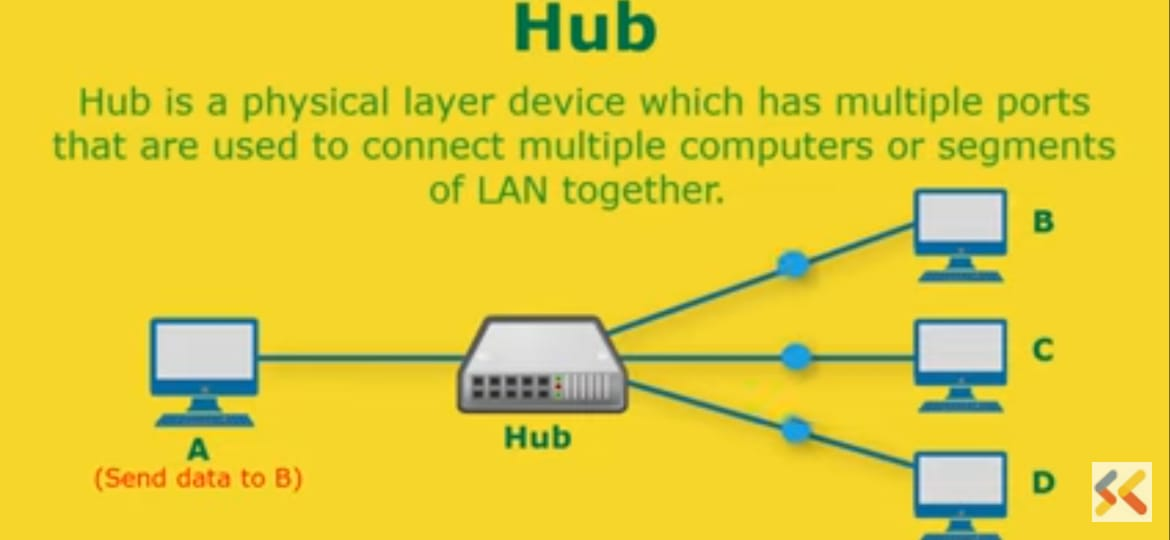 Hub
Hub is a physical layer device which has multiple ports
that are used to connect multiple computers or segments
of LAN together.
B
C
Hub
A
(Send data to B)
D